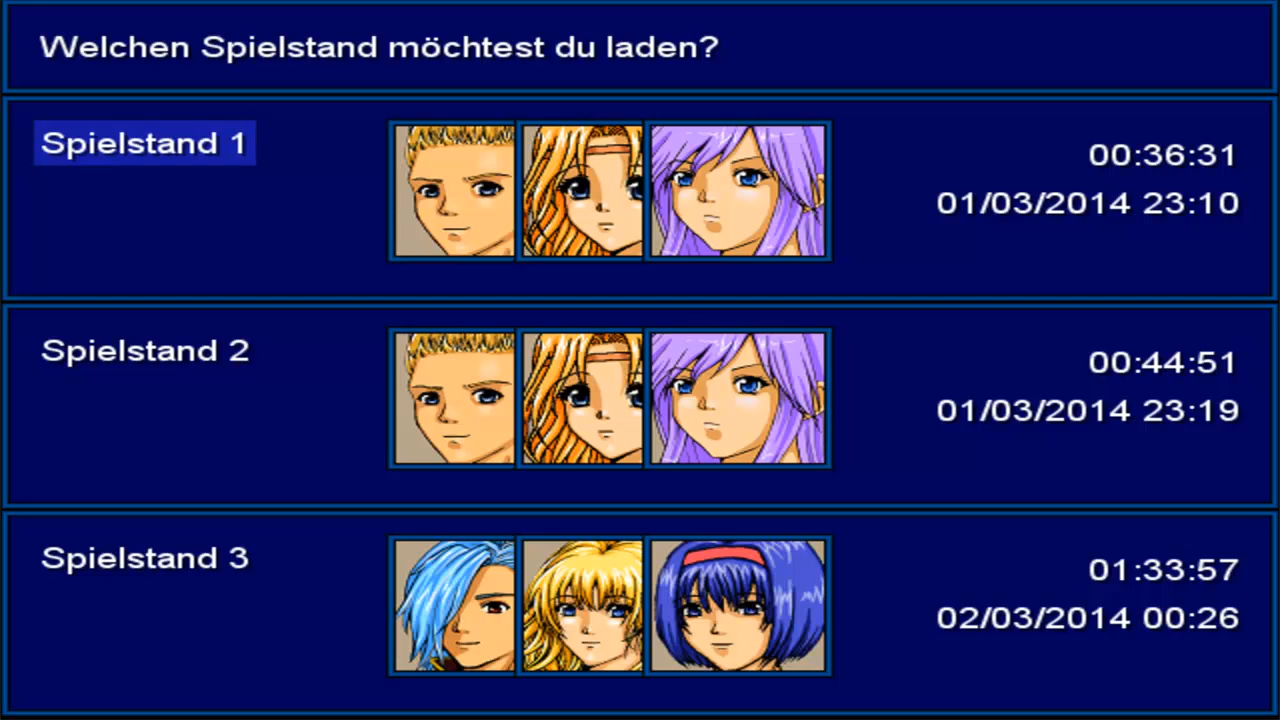 Welchen Spielstand möchtest du laden?
Spielstand 1
00:36:31
01/03/2014 23:10
Spielstand 2
00:44:51
01/03/2014 23:19
Spielstand 3
01:33:57
02/03/2014 00:26